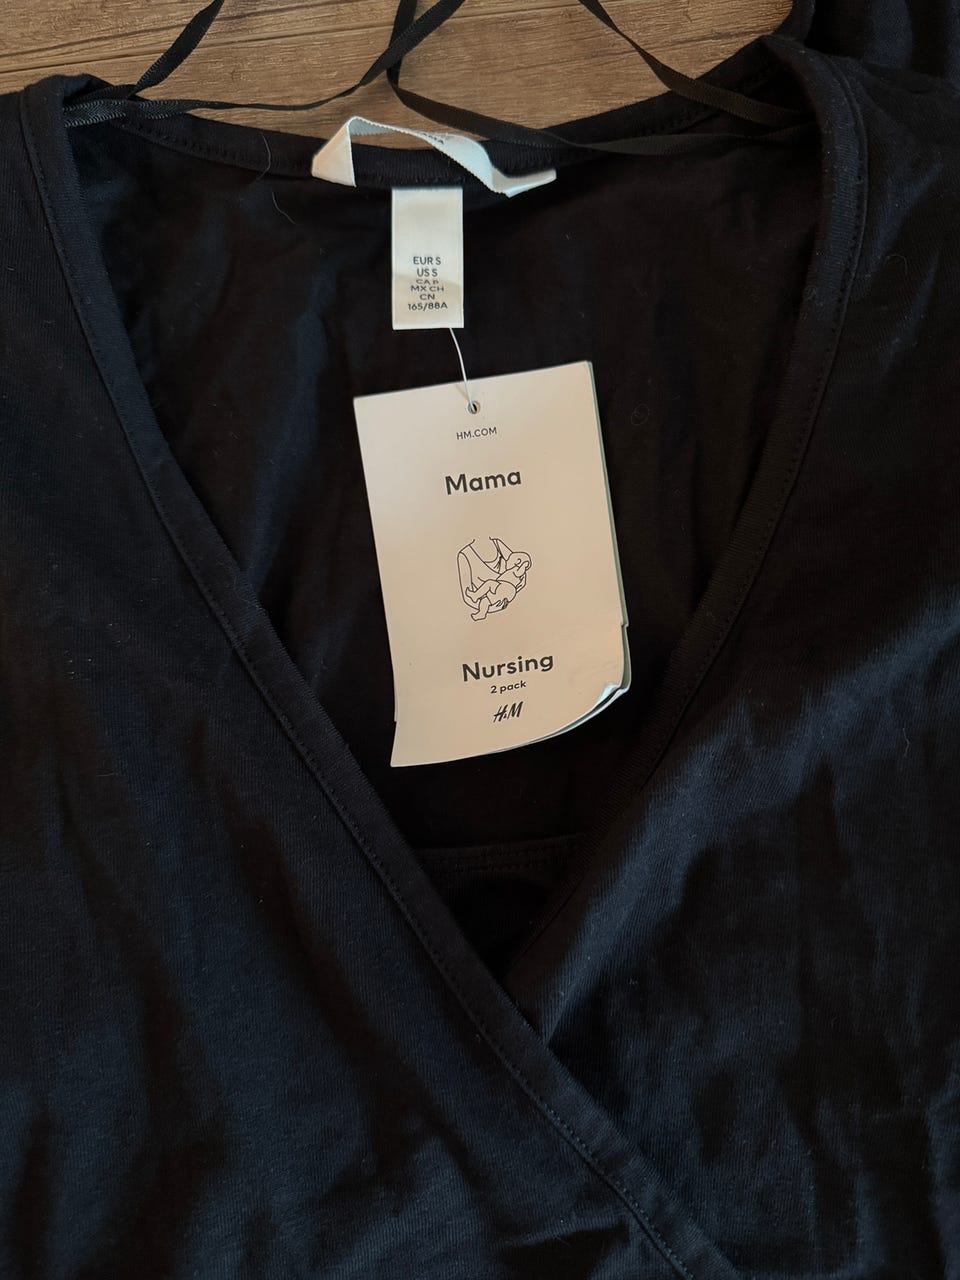 EUR S
US S
CA P
MX CH
CN
165/88A
HM.COM
Mama
Nursing
2 pack
H&M